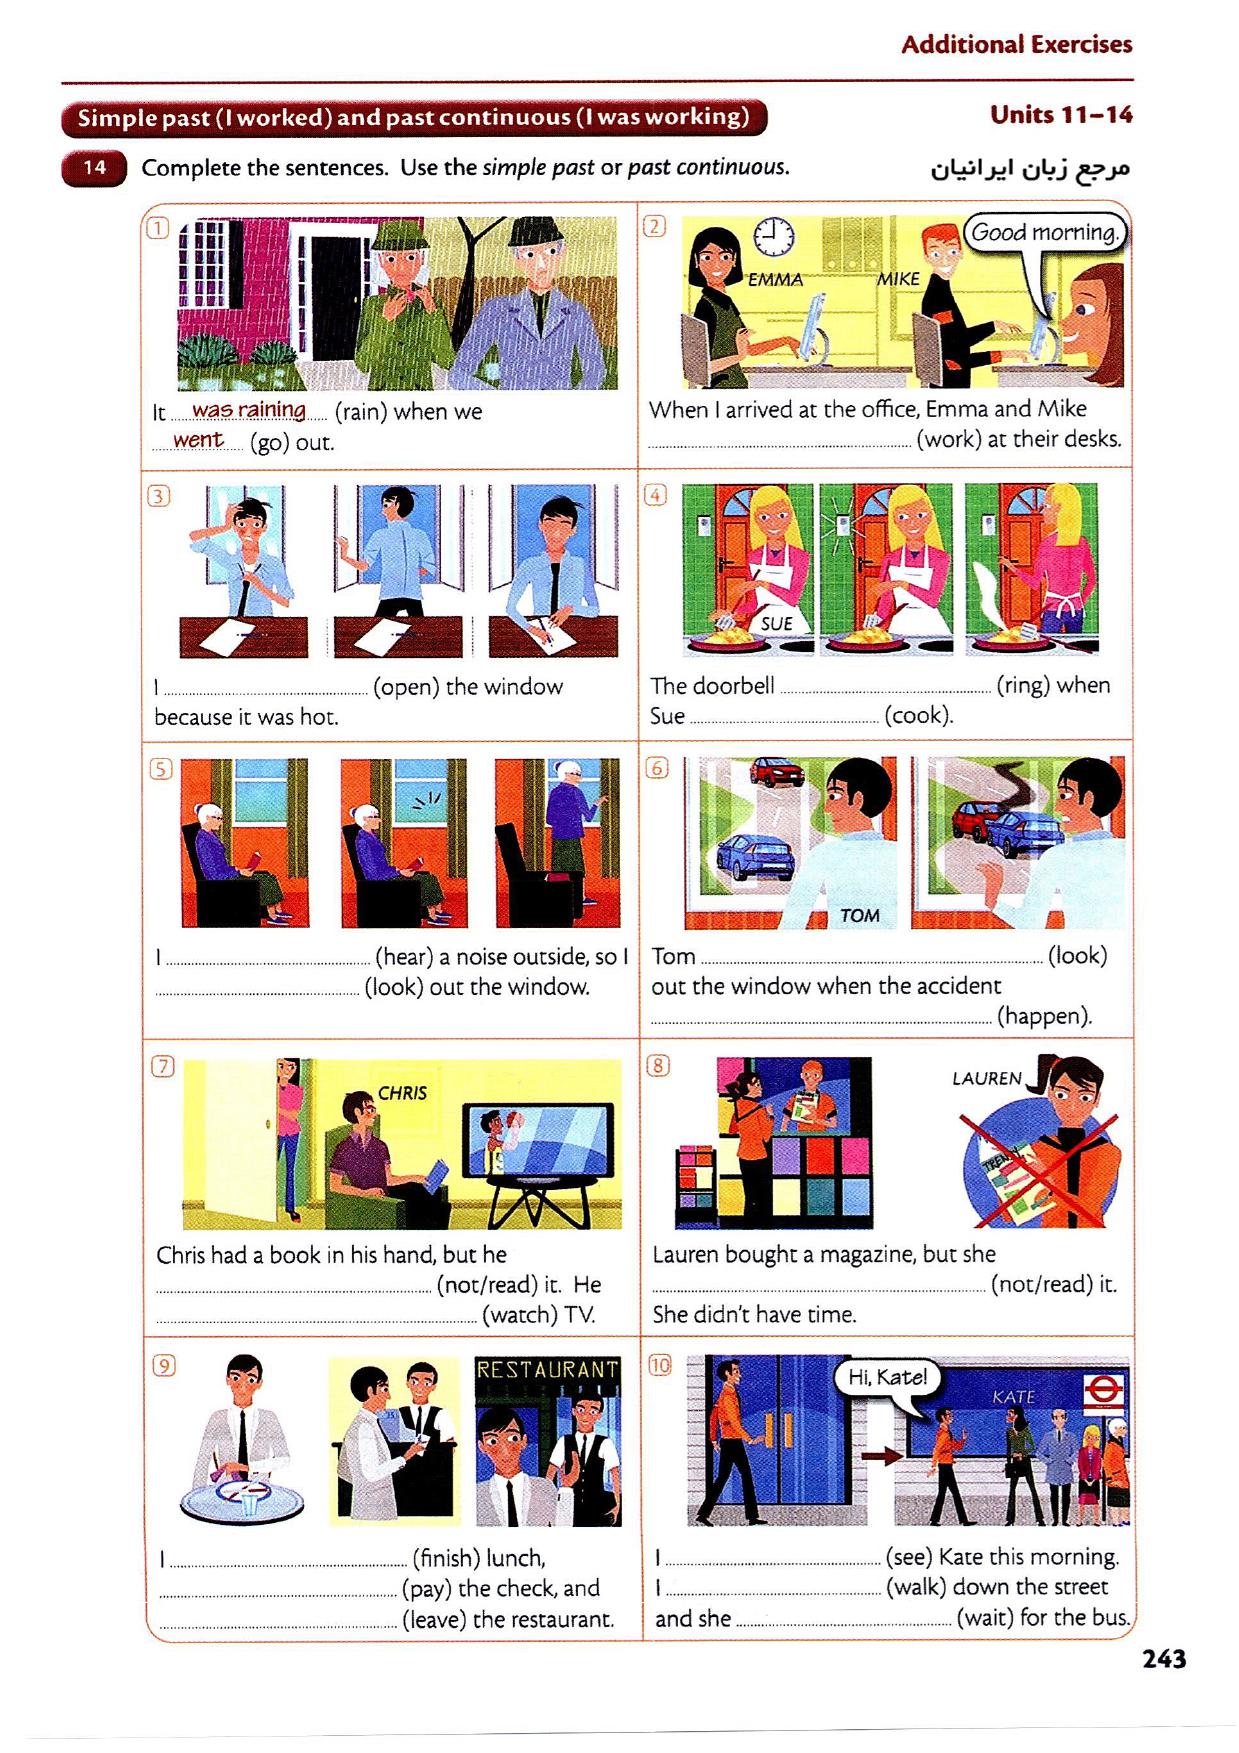 Additional Exercises
Simple past (I worked) and past continuous (I was working)
Units 11–14
14 Complete the sentences. Use the simple past or past continuous.
مرجع زبان ایرانیان
1
It was raining (rain) when we
went (go) out.
2
Good morning.
EMMA
MIKE
When I arrived at the office, Emma and Mike
(work) at their desks.
3
I (open) the window
because it was hot.
4
SUE
The doorbell (ring) when
Sue (cook).
5
I (hear) a noise outside, so I
(look) out the window.
6
TOM
Tom (look)
out the window when the accident
(happen).
7
CHRIS
Chris had a book in his hand, but he
(not/read) it. He
(watch) TV.
8
LAUREN
TREND
Lauren bought a magazine, but she
(not/read) it.
She didn't have time.
9
RESTAURANT
I (finish) lunch,
(pay) the check, and
(leave) the restaurant.
10
Hi, Kate!
KATE
I (see) Kate this morning.
I (walk) down the street
and she (wait) for the bus.
243